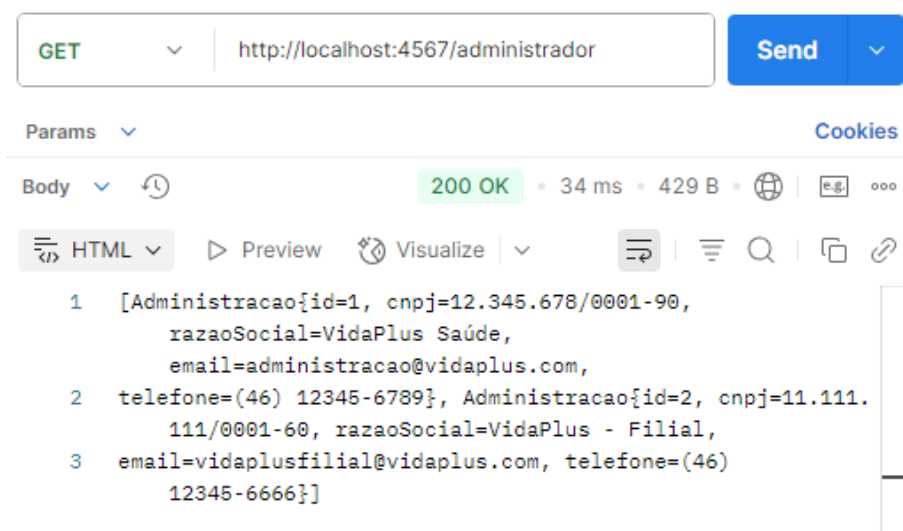 GET http://localhost:4567/administrador Send
Params Cookies
Body 200 OK 34 ms 429 B e.g.
HTML Preview Visualize
1 [Administracao{id=1, cnpj=12.345.678/0001-90,
razaoSocial=VidaPlus Saúde,
email=administracao@vidaplus.com,
2 telefone=(46) 12345-6789}, Administracao{id=2, cnpj=11.111.
111/0001-60, razaoSocial=VidaPlus - Filial,
3 email=vidaplusfilial@vidaplus.com, telefone=(46)
12345-6666}]